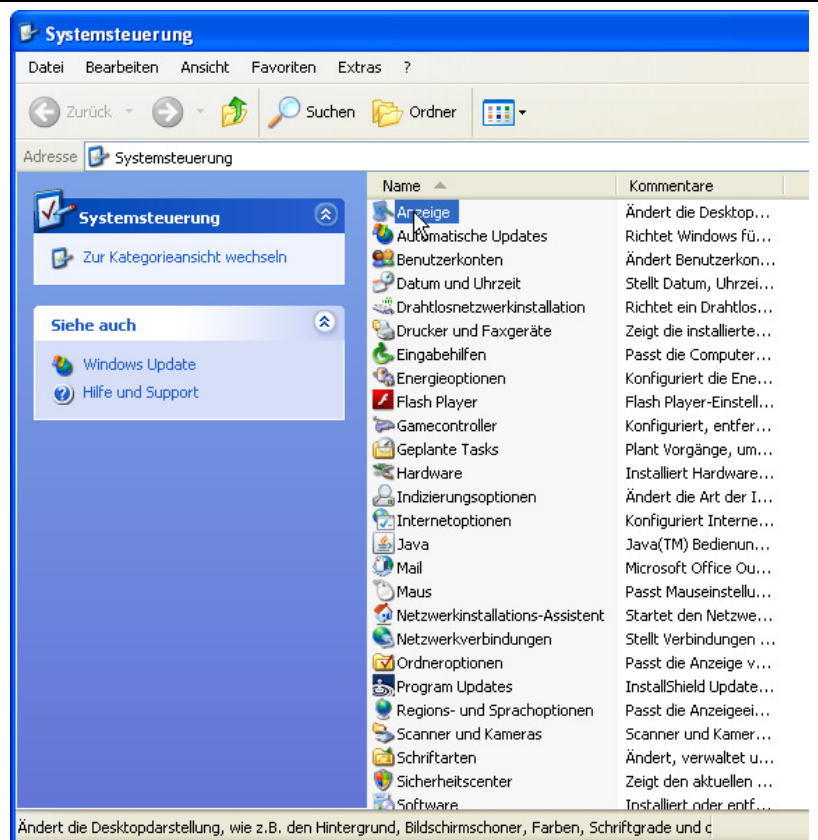 Systemsteuerung
Datei Bearbeiten Ansicht Favoriten Extras ?
Zurück Suchen Ordner
Adresse Systemsteuerung
Systemsteuerung
Zur Kategorieansicht wechseln
Siehe auch
Windows Update
Hilfe und Support
Name Kommentare
Anzeige Ändert die Desktop...
Automatische Updates Richtet Windows fü...
Benutzerkonten Ändert Benutzerkon...
Datum und Uhrzeit Stellt Datum, Uhrzei...
Drahtlosnetzwerkinstallation Richtet ein Drahtlos...
Drucker und Faxgeräte Zeigt die installierte...
Eingabehilfen Passt die Computer...
Energieoptionen Konfiguriert die Ene...
Flash Player Flash Player-Einstell...
Gamecontroller Konfiguriert, entfer...
Geplante Tasks Plant Vorgänge, um...
Hardware Installiert Hardware...
Indizierungsoptionen Ändert die Art der I...
Internetoptionen Konfiguriert Interne...
Java Java(TM) Bedienun...
Mail Microsoft Office Ou...
Maus Passt Mauseinstellu...
Netzwerkinstallations-Assistent Startet den Netzwe...
Netzwerkverbindungen Stellt Verbindungen ...
Ordneroptionen Passt die Anzeige v...
Program Updates InstallShield Update...
Regions- und Sprachoptionen Passt die Anzeigeei...
Scanner und Kameras Scanner und Kamer...
Schriftarten Ändert, verwaltet u...
Sicherheitscenter Zeigt den aktuellen ...
Software Installiert oder entf...
Ändert die Desktopdarstellung, wie z.B. den Hintergrund, Bildschirmschoner, Farben, Schriftgrade und